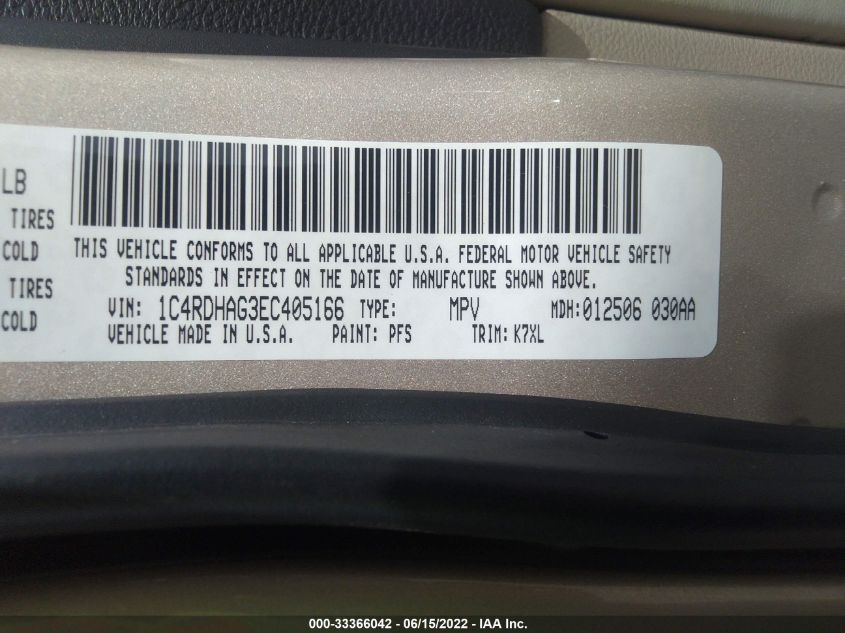 LB
TIRES
COLD
TIRES
COLD
THIS VEHICLE CONFORMS TO ALL APPLICABLE U.S.A. FEDERAL MOTOR VEHICLE SAFETY
STANDARDS IN EFFECT ON THE DATE OF MANUFACTURE SHOWN ABOVE.
VIN: 1C4RDHAG3EC405166 TYPE: MPV MDH:012506 030AA
VEHICLE MADE IN U.S.A. PAINT: PFS TRIM: K7XL
000-33366042 - 06/15/2022 - IAA Inc.